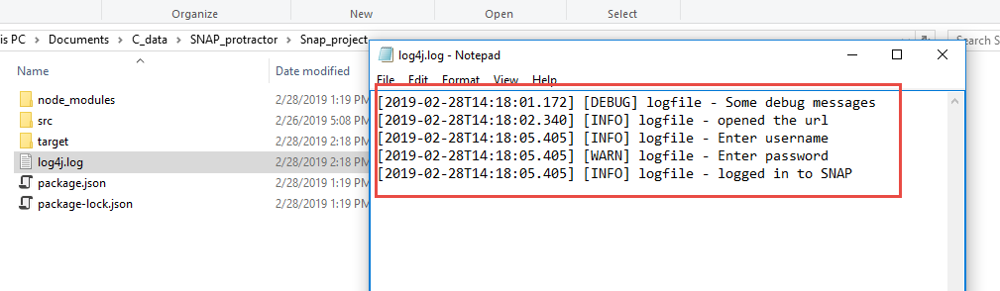 Organize New Open Select
is PC Documents C_data SNAP_protractor Snap_project
Search S
Name Date modified
node_modules 2/28/2019 1:19 PM
src 2/26/2019 5:08 PM
target 2/28/2019 2:18 PM
log4j.log 2/28/2019 2:18 PM
package.json 2/28/2019 1:19 PM
package-lock.json 2/28/2019 1:19 PM
log4j.log - Notepad
File Edit Format View Help
[2019-02-28T14:18:01.172] [DEBUG] logfile - Some debug messages
[2019-02-28T14:18:02.340] [INFO] logfile - opened the url
[2019-02-28T14:18:05.405] [INFO] logfile - Enter username
[2019-02-28T14:18:05.405] [WARN] logfile - Enter password
[2019-02-28T14:18:05.405] [INFO] logfile - logged in to SNAP